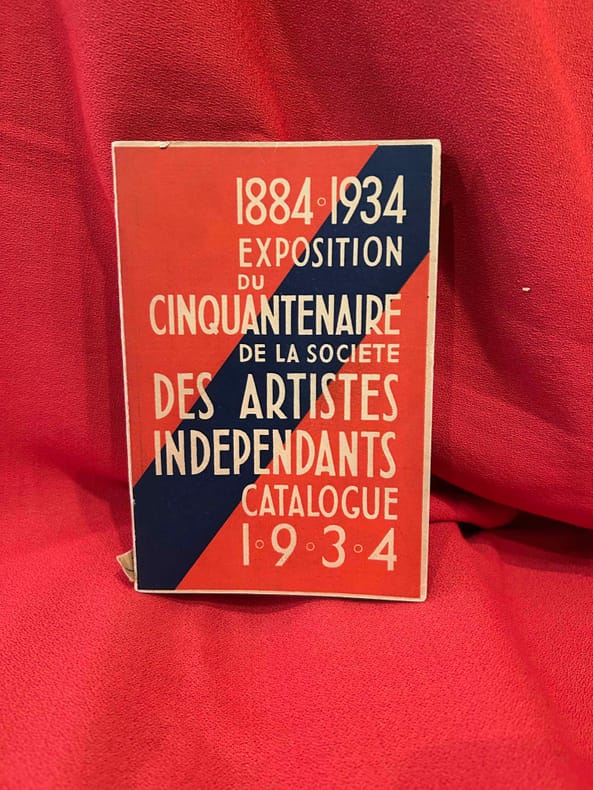 1884·1934
EXPOSITION
DU
CINQUANTENAIRE
DE LA SOCIETE
DES ARTISTES
INDEPENDANTS
CATALOGUE
1·9·3·4